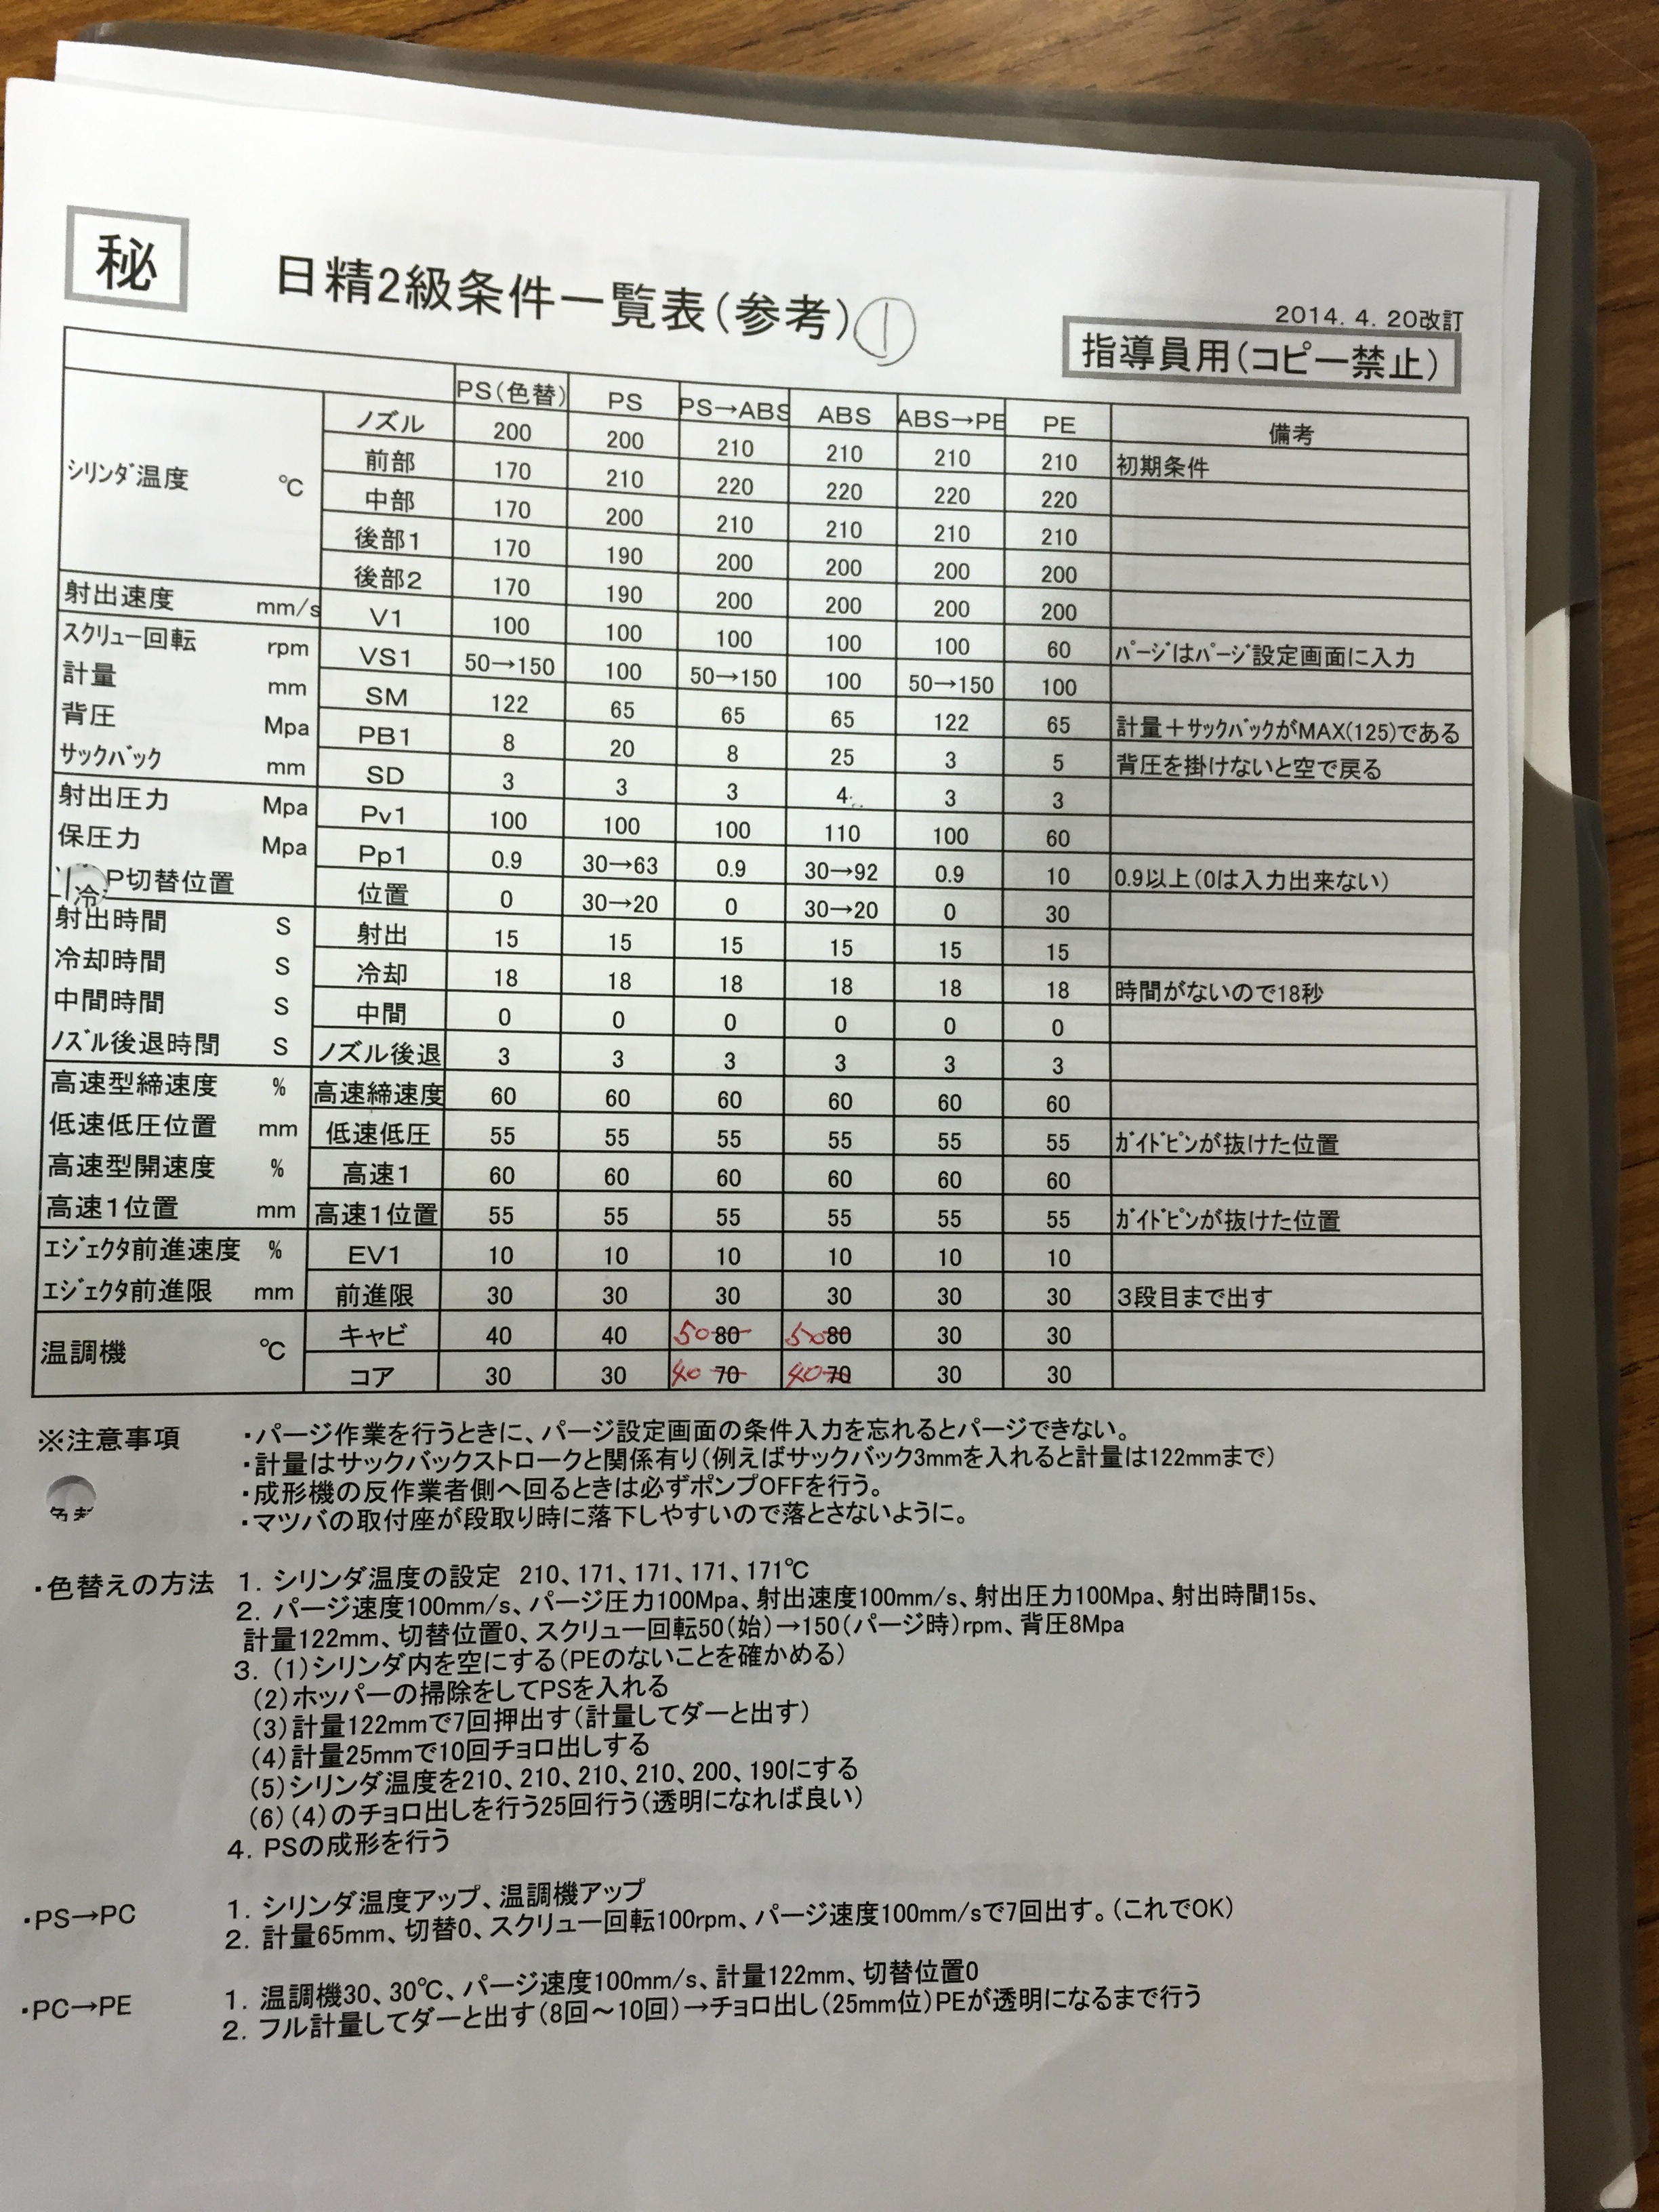 秘
日精2級条件一覧表(参考)①
2014. 4. 20改訂
指導員用(コピー禁止)
PS(色替) PS PS→ABS ABS ABS→PE PE 備考
シリンダ温度 ℃ ノズル 200 200 210 210 210 210 初期条件
前部 170 210 220 220 220 220
中部 170 200 210 210 210 210
後部1 170 190 200 200 200 200
後部2 170 190 200 200 200 200
射出速度 mm/s V1 100 100 100 100 100 60 パージはパージ設定画面に入力
スクリュー回転 rpm VS1 50→150 100 50→150 100 50→150 100
計量 mm SM 122 65 65 65 122 65 計量+サックバックがMAX(125)である
背圧 Mpa PB1 8 20 8 25 3 5 背圧を掛けないと空で戻る
サックバック mm SD 3 3 3 4 3 3
射出圧力 Mpa Pv1 100 100 100 110 100 60
保圧力 Mpa Pp1 0.9 30→63 0.9 30→92 0.9 10 0.9以上(0は入力出来ない)
冷 P切替位置 位置 0 30→20 0 30→20 0 30
射出時間 S 射出 15 15 15 15 15 15
冷却時間 S 冷却 18 18 18 18 18 18 時間がないので18秒
中間時間 S 中間 0 0 0 0 0 0
ノズル後退時間 S ノズル後退 3 3 3 3 3 3
高速型締速度 % 高速締速度 60 60 60 60 60 60
低速低圧位置 mm 低速低圧 55 55 55 55 55 55 ガイドピンが抜けた位置
高速型開速度 % 高速1 60 60 60 60 60 60
高速1位置 mm 高速1位置 55 55 55 55 55 55 ガイドピンが抜けた位置
エジェクタ前進速度 % EV1 10 10 10 10 10 10
エジェクタ前進限 mm 前進限 30 30 30 30 30 30 3段目まで出す
温調機 ℃ キャビ 40 40 50 80 50 80 30 30
コア 30 30 40 70 40 70 30 30
※注意事項 ・パージ作業を行うときに、パージ設定画面の条件入力を忘れるとパージできない。
・計量はサックバックストロークと関係有り(例えばサックバック3mmを入れると計量は122mmまで)
・成形機の反作業者側へ回るときは必ずポンプOFFを行う。
・マツバの取付座が段取り時に落下しやすいので落とさないように。
・色替えの方法 1. シリンダ温度の設定 210、171、171、171、171℃
2. パージ速度100mm/s、パージ圧力100Mpa、射出速度100mm/s、射出圧力100Mpa、射出時間15s、
計量122mm、切替位置0、スクリュー回転50(始)→150(パージ時)rpm、背圧8Mpa
3. (1)シリンダ内を空にする(PEのないことを確かめる)
(2)ホッパーの掃除をしてPSを入れる
(3)計量122mmで7回押出す(計量してダーと出す)
(4)計量25mmで10回チョロ出しする
(5)シリンダ温度を210、210、210、210、200、190にする
(6)(4)のチョロ出しを行う25回行う(透明になれば良い)
4. PSの成形を行う
・PS→PC 1. シリンダ温度アップ、温調機アップ
2. 計量65mm、切替0、スクリュー回転100rpm、パージ速度100mm/sで7回出す。(これでOK)
・PC→PE 1. 温調機30、30℃、パージ速度100mm/s、計量122mm、切替位置0
2. フル計量してダーと出す(8回～10回)→チョロ出し(25mm位)PEが透明になるまで行う